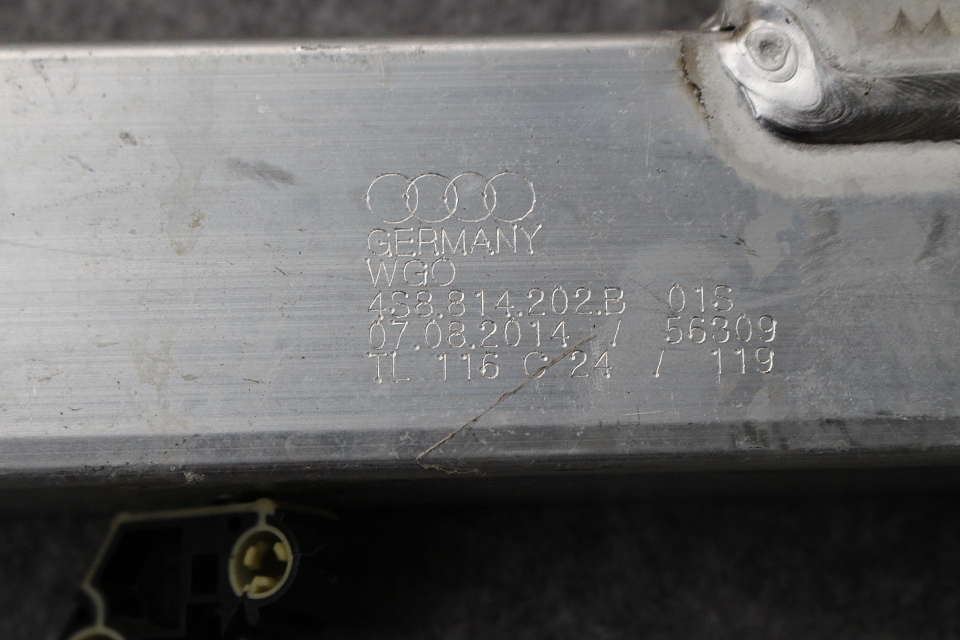 GERMANY
WGO
4S8.814.202.B 01S
07.08.2014 / 56309
TL 116 C 24 / 119